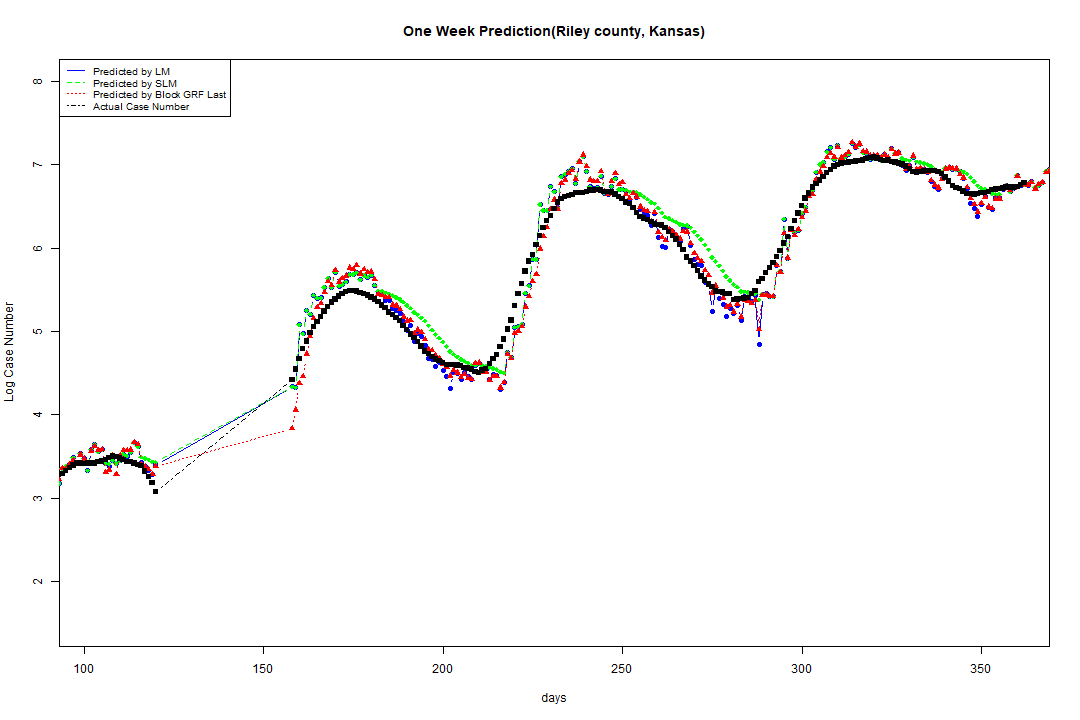 One Week Prediction(Riley county, Kansas)
Predicted by LM
Predicted by SLM
Predicted by Block GRF Last
Actual Case Number
8
7
6
5
4
3
2
Log Case Number
100 150 200 250 300 350
days